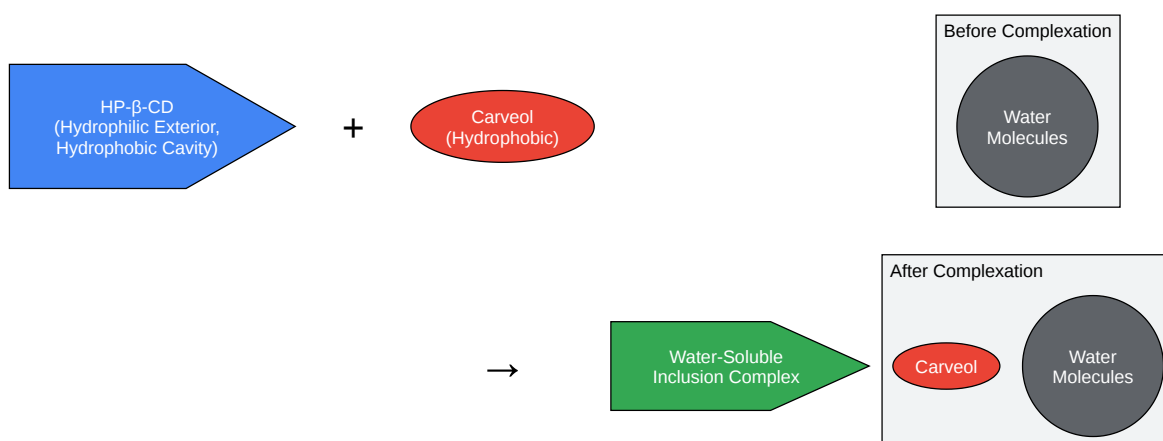 Before Complexation
HP-β-CD
(Hydrophilic Exterior,
Hydrophobic Cavity)
+
Carveol
(Hydrophobic)
Water
Molecules
After Complexation
→
Water-Soluble
Inclusion Complex
Carveol
Water
Molecules